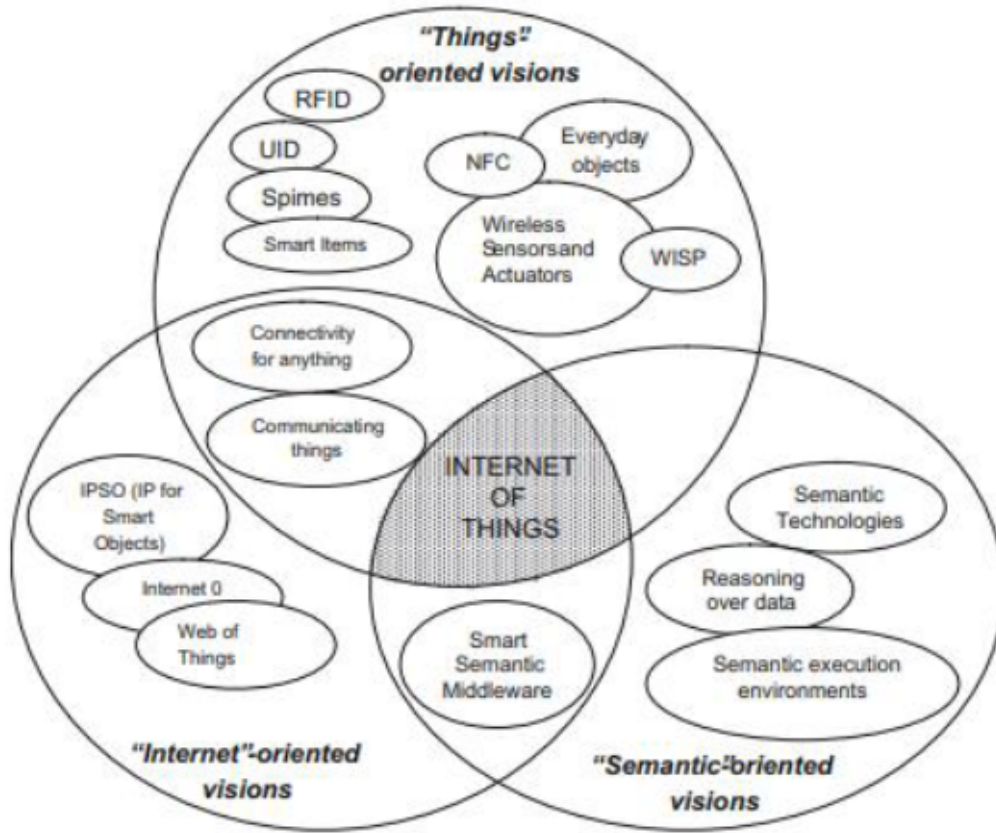 “Things”-
oriented visions
RFID
UID
Spimes
Smart Items
NFC
Everyday
objects
Wireless
Sensorsand
Actuators
WISP
Connectivity
for anything
Communicating
things
INTERNET
OF
THINGS
IPSO (IP for
Smart
Objects)
Internet 0
Web of
Things
Semantic
Technologies
Reasoning
over data
Semantic execution
environments
Smart
Semantic
Middleware
“Internet”-oriented
visions
“Semantic”-oriented
visions